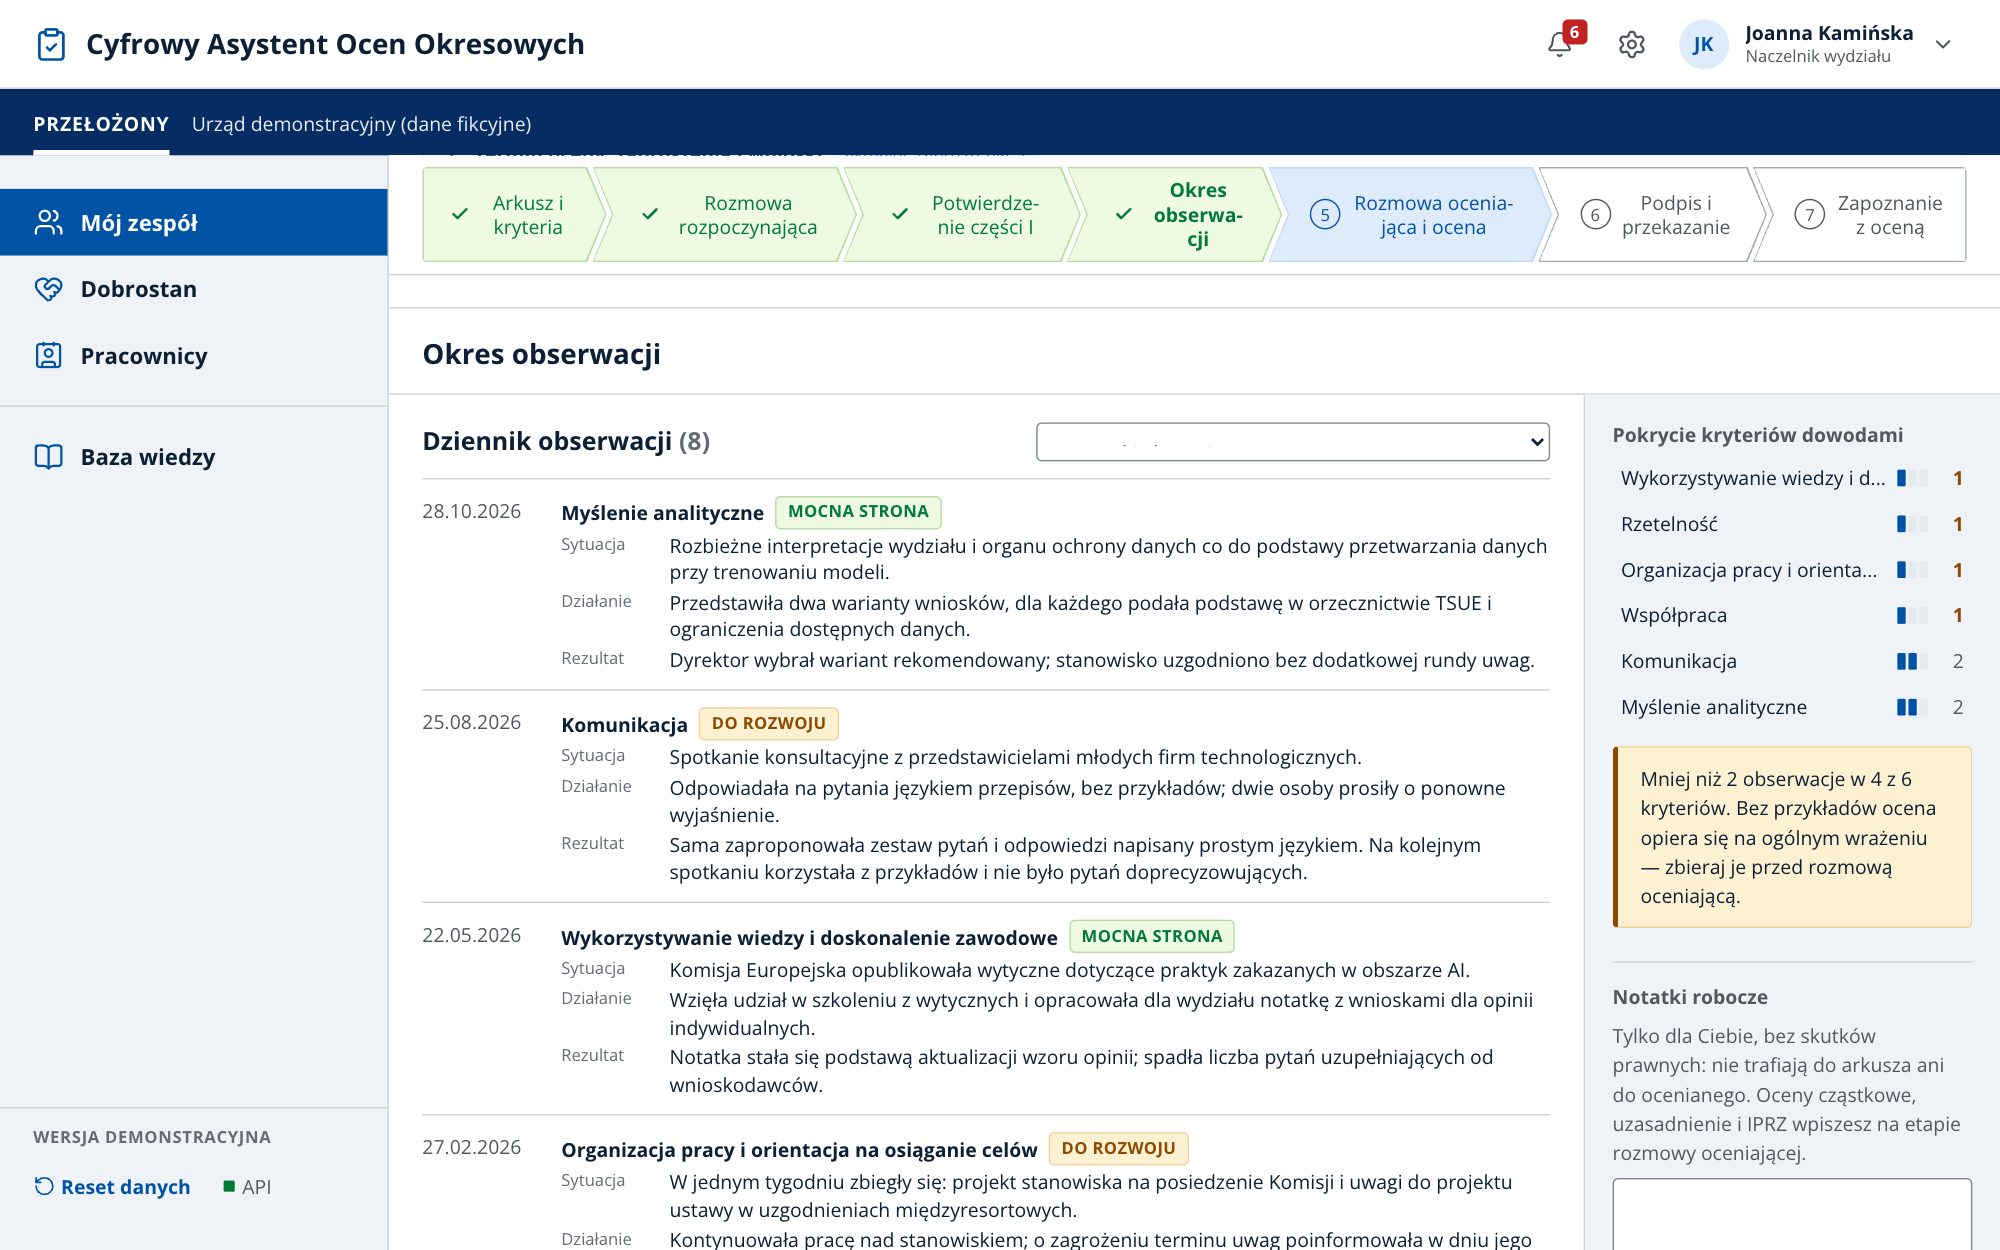 Cyfrowy Asystent Ocen Okresowych
6
JK
Joanna Kamińska
Naczelnik wydziału
PRZEŁOŻONY
Urząd demonstracyjny (dane fikcyjne)
Mój zespół
Dobrostan
Pracownicy
Baza wiedzy
WERSJA DEMONSTRACYJNA
Reset danych
API
Arkusz i
kryteria
Rozmowa
rozpoczynająca
Potwierdze-
nie części I
Okres
obserwa-
cji
5
Rozmowa ocenia-
jąca i ocena
6
Podpis i
przekazanie
7
Zapoznanie
z oceną
Okres obserwacji
Dziennik obserwacji (8)
28.10.2026
Myślenie analityczne
MOCNA STRONA
Sytuacja
Rozbieżne interpretacje wydziału i organu ochrony danych co do podstawy przetwarzania danych
przy trenowaniu modeli.
Działanie
Przedstawiła dwa warianty wniosków, dla każdego podała podstawę w orzecznictwie TSUE i
ograniczenia dostępnych danych.
Rezultat
Dyrektor wybrał wariant rekomendowany; stanowisko uzgodniono bez dodatkowej rundy uwag.
25.08.2026
Komunikacja
DO ROZWOJU
Sytuacja
Spotkanie konsultacyjne z przedstawicielami młodych firm technologicznych.
Działanie
Odpowiadała na pytania językiem przepisów, bez przykładów; dwie osoby prosiły o ponowne
wyjaśnienie.
Rezultat
Sama zaproponowała zestaw pytań i odpowiedzi napisany prostym językiem. Na kolejnym
spotkaniu korzystała z przykładów i nie było pytań doprecyzowujących.
22.05.2026
Wykorzystywanie wiedzy i doskonalenie zawodowe
MOCNA STRONA
Sytuacja
Komisja Europejska opublikowała wytyczne dotyczące praktyk zakazanych w obszarze AI.
Działanie
Wzięła udział w szkoleniu z wytycznych i opracowała dla wydziału notatkę z wnioskami dla opinii
indywidualnych.
Rezultat
Notatka stała się podstawą aktualizacji wzoru opinii; spadła liczba pytań uzupełniających od
wnioskodawców.
27.02.2026
Organizacja pracy i orientacja na osiąganie celów
DO ROZWOJU
Sytuacja
W jednym tygodniu zbiegły się: projekt stanowiska na posiedzenie Komisji i uwagi do projektu
ustawy w uzgodnieniach międzyresortowych.
Działanie
Kontynuowała pracę nad stanowiskiem; o zagrożeniu terminu uwag poinformowała w dniu jego
Pokrycie kryteriów dowodami
Wykorzystywanie wiedzy i d... 1
Rzetelność 1
Organizacja pracy i orienta... 1
Współpraca 1
Komunikacja 2
Myślenie analityczne 2
Mniej niż 2 obserwacje w 4 z 6
kryteriów. Bez przykładów ocena
opiera się na ogólnym wrażeniu
— zbieraj je przed rozmową
oceniającą.
Notatki robocze
Tylko dla Ciebie, bez skutków
prawnych: nie trafiają do arkusza ani
do ocenianego. Oceny cząstkowe,
uzasadnienie i IPRZ wpiszesz na etapie
rozmowy oceniającej.